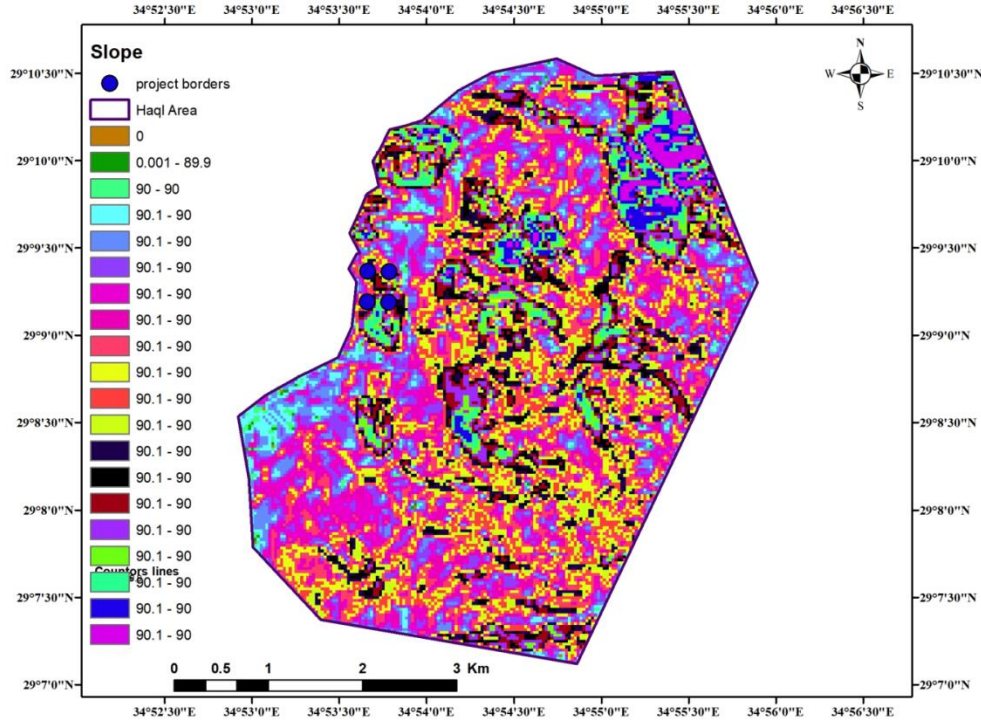 34°52'30"E 34°53'0"E 34°53'30"E 34°54'0"E 34°54'30"E 34°55'0"E 34°55'30"E 34°56'0"E 34°56'30"E
Slope
project borders
Haql Area
0
0.001 - 89.9
90 - 90
90.1 - 90
90.1 - 90
90.1 - 90
90.1 - 90
90.1 - 90
90.1 - 90
90.1 - 90
90.1 - 90
90.1 - 90
90.1 - 90
90.1 - 90
90.1 - 90
90.1 - 90
90.1 - 90
Countors lines
90.1 - 90
90.1 - 90
90.1 - 90
N
W E
S
29°10'30"N 29°10'30"N
29°10'0"N 29°10'0"N
29°9'30"N 29°9'30"N
29°9'0"N 29°9'0"N
29°8'30"N 29°8'30"N
29°8'0"N 29°8'0"N
29°7'30"N 29°7'30"N
29°7'0"N 29°7'0"N
0 0.5 1 2 3 Km
34°52'30"E 34°53'0"E 34°53'30"E 34°54'0"E 34°54'30"E 34°55'0"E 34°55'30"E 34°56'0"E 34°56'30"E